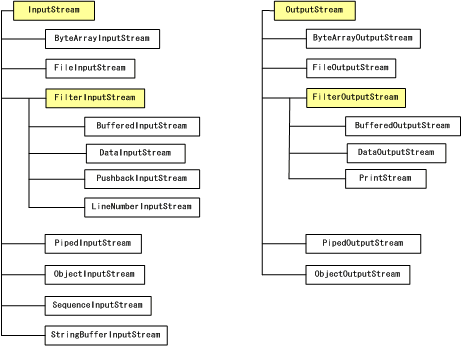 InputStream
ByteArrayInputStream
FileInputStream
FilterInputStream
BufferedInputStream
DataInputStream
PushbackInputStream
LineNumberInputStream
PipedInputStream
ObjectInputStream
SequenceInputStream
StringBufferInputStream
OutputStream
ByteArrayOutputStream
FileOutputStream
FilterOutputStream
BufferedOutputStream
DataOutputStream
PrintStream
PipedOutputStream
ObjectOutputStream